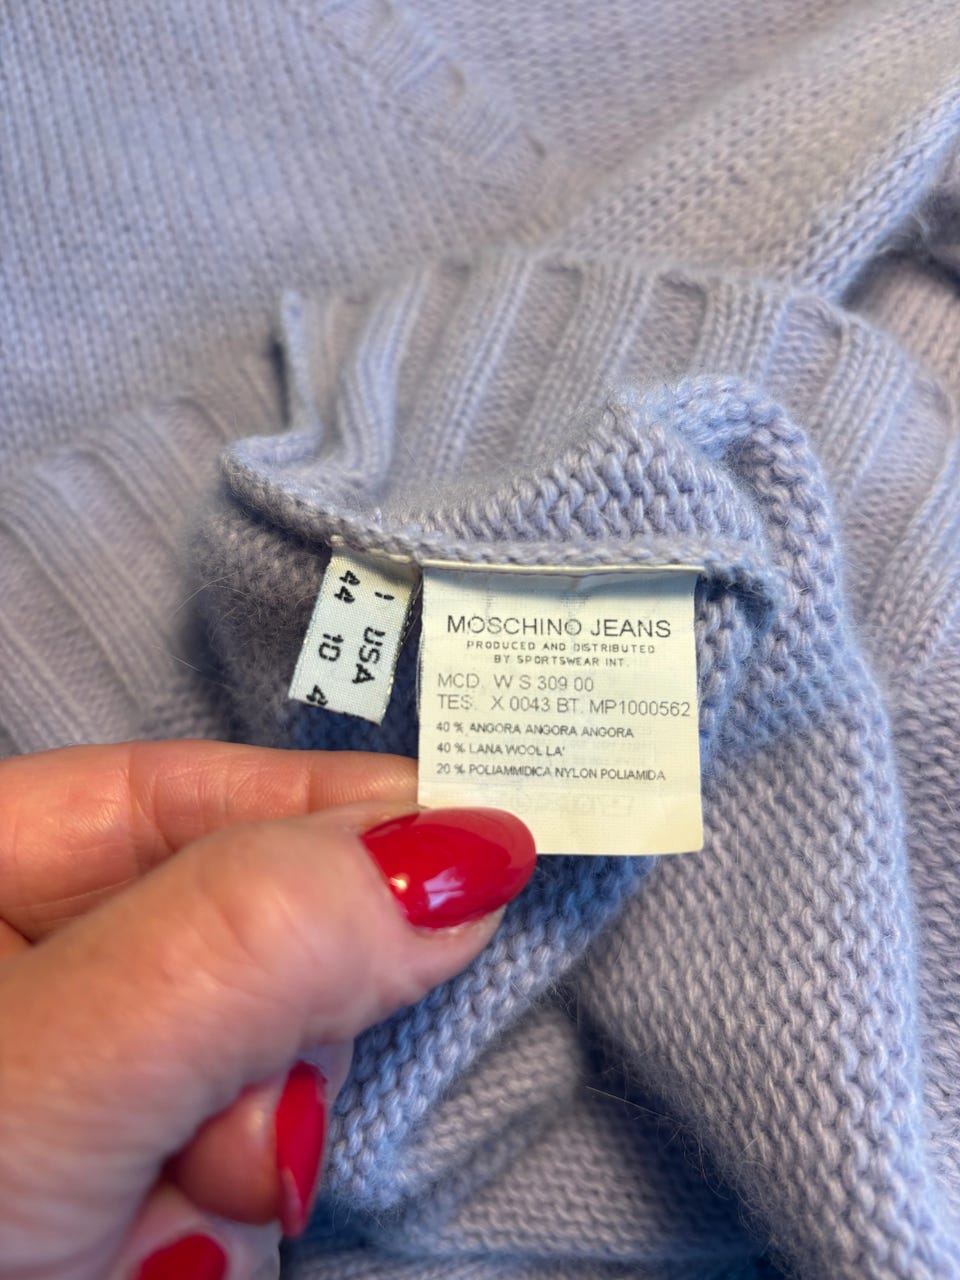 I USA
44 10
MOSCHINO JEANS
PRODUCED AND DISTRIBUTED
BY SPORTSWEAR INT.
MCD. W S 309 00
TES. X 0043 BT. MP1000562
40 % ANGORA ANGORA ANGORA
40 % LANA WOOL LA'
20 % POLIAMMIDICA NYLON POLIAMIDA